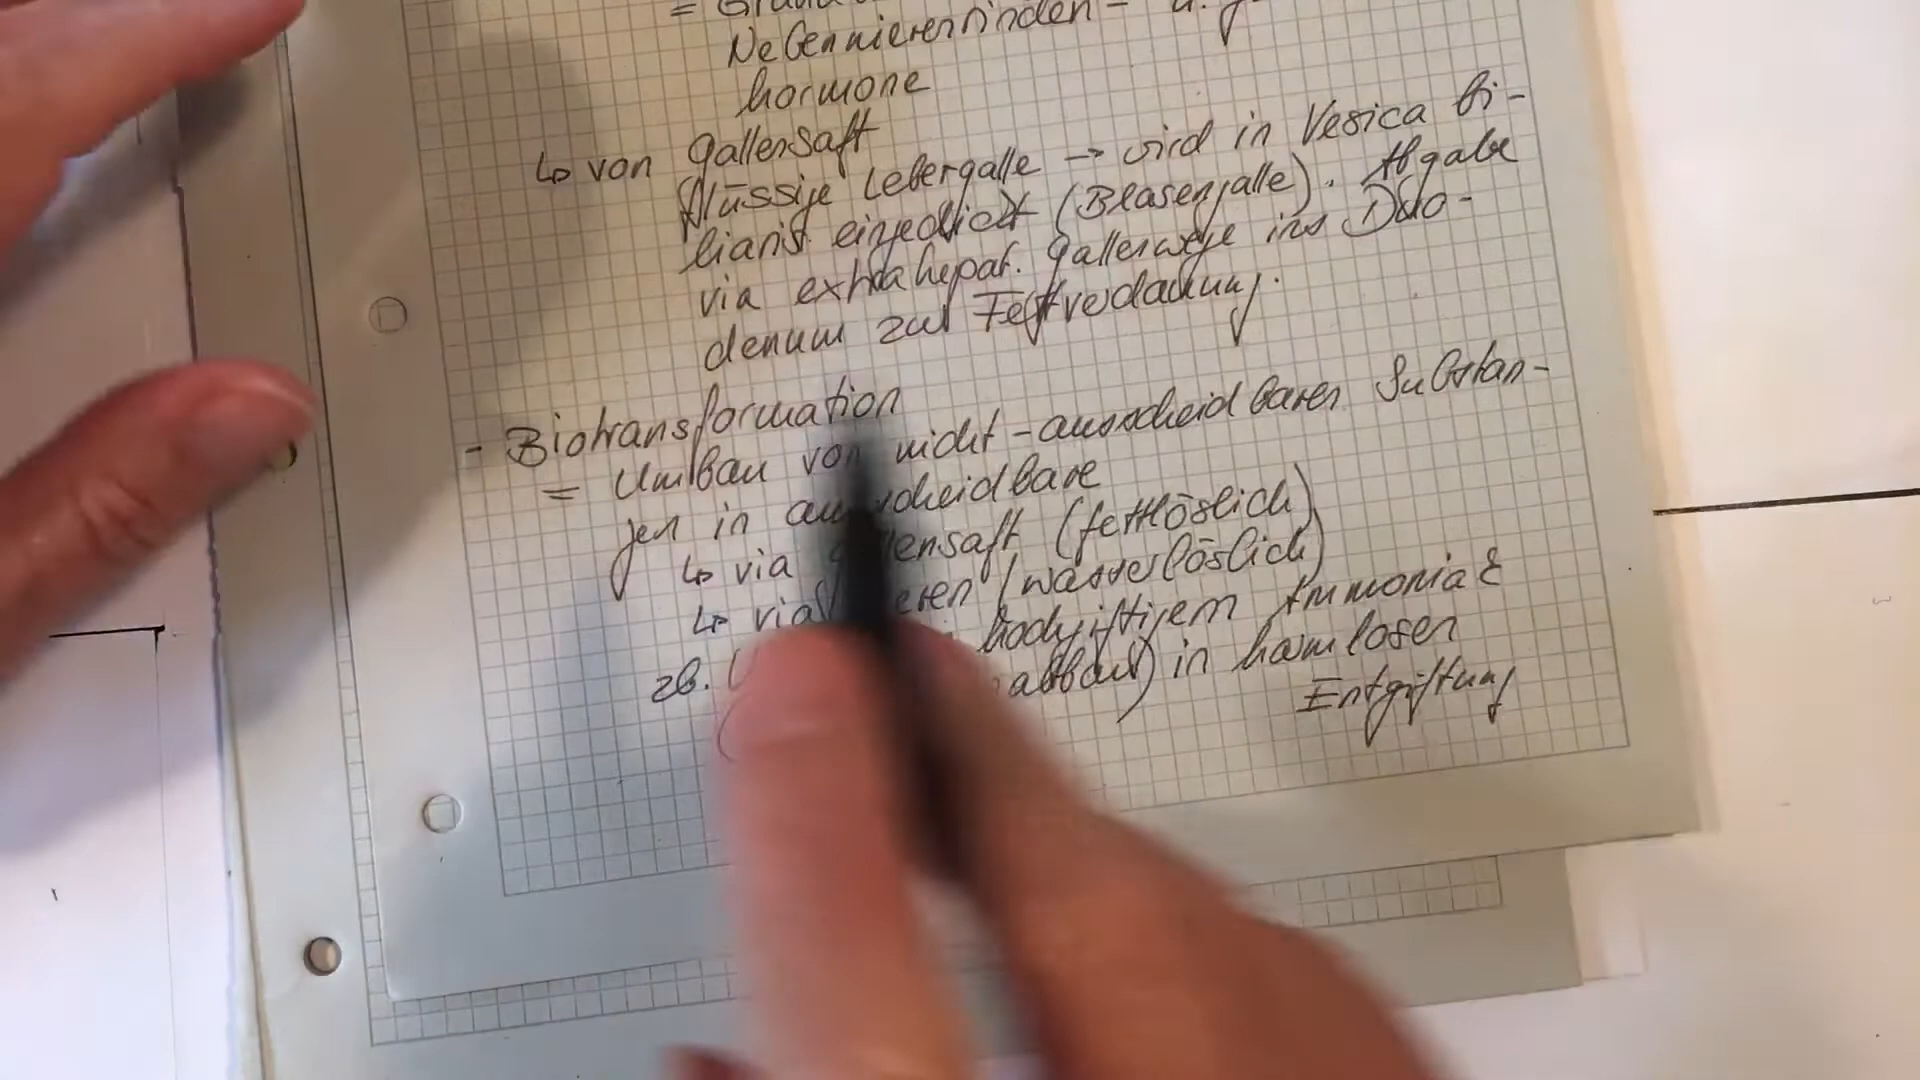 =
Nebennierenrinden- u.
hormone
↳ von Gallensaft
flüssige Lebergalle → wird in Vesica bi-
liaris eingedickt (Blasengalle). Abgabe
via extrahepat. Gallenwege ins Duo-
denum zur Fettverdauung.
- Biotransformation
= Umbau von nicht-ausscheidbaren Substan-
zen in ausscheidbare
↳ via Gallensaft (fettlöslich)
↳ via (wasserlöslich)
zb. hochgiftigem Ammoniak
abbau) in harmlosen
Entgiftung